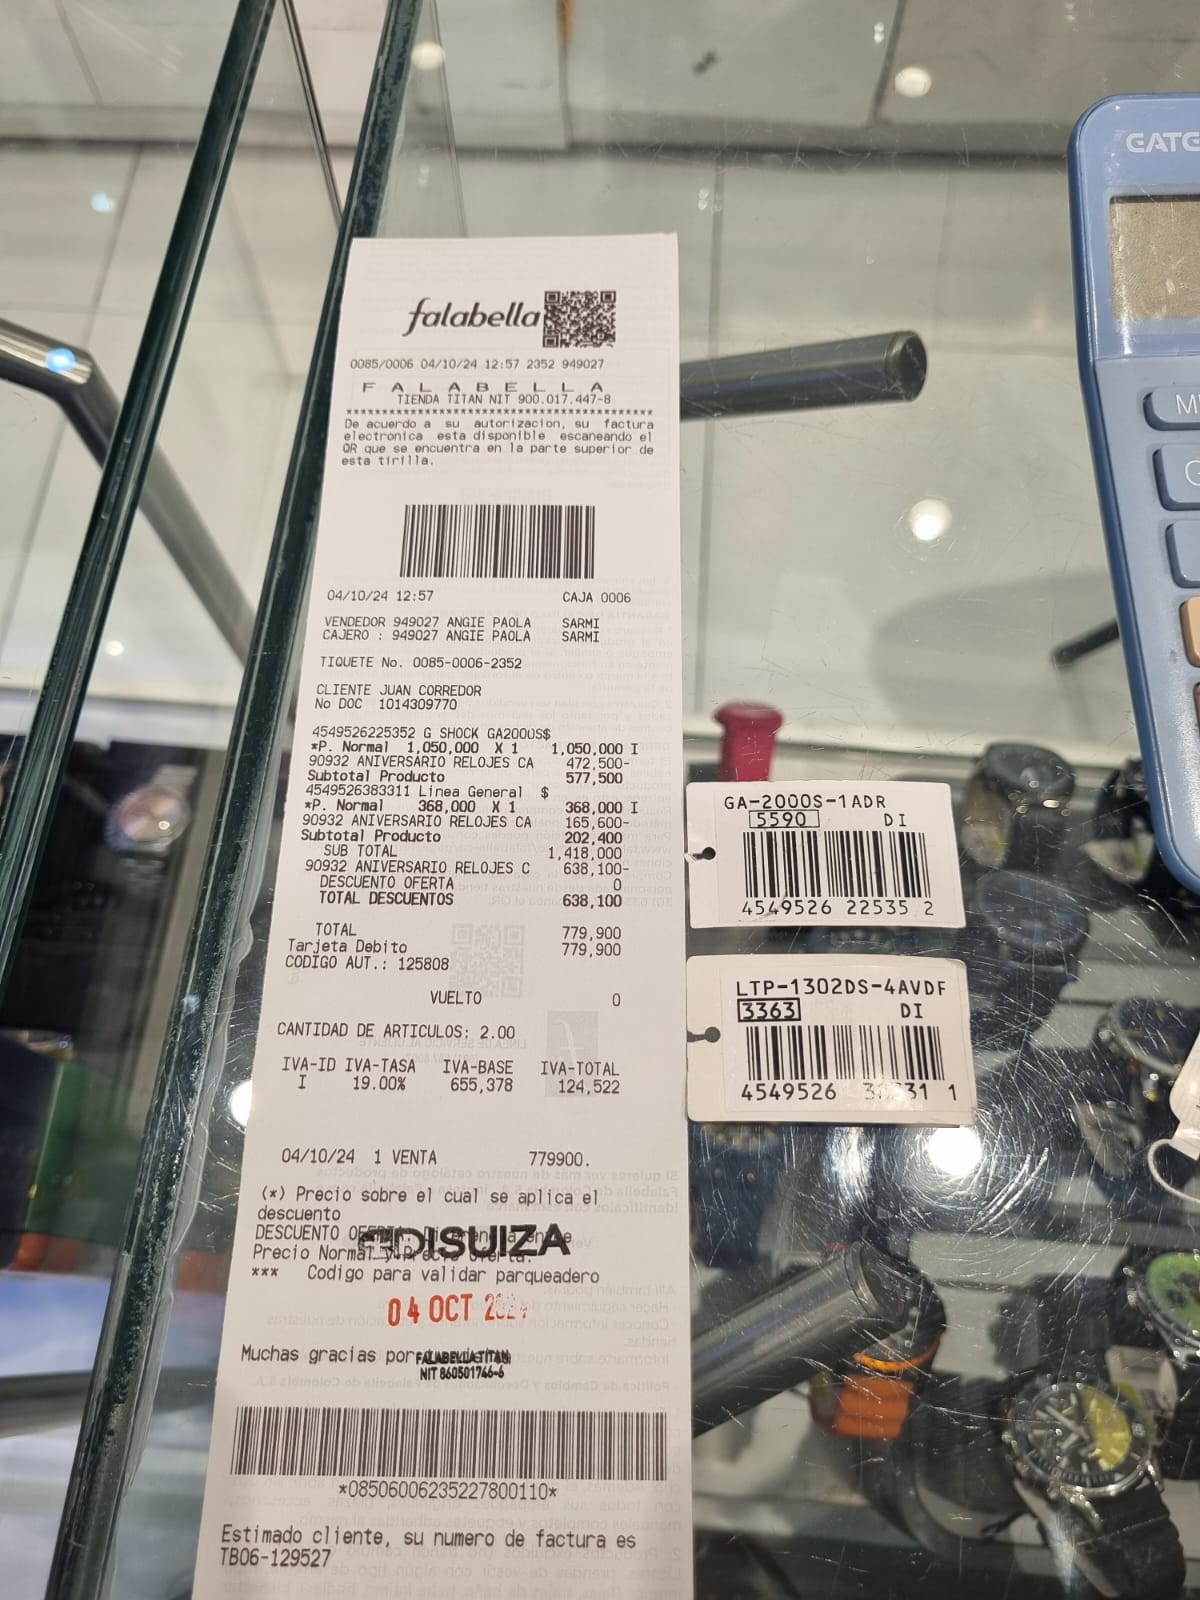 falabella
0085/0006 04/10/24 12:57 2352 949027
F A L A B E L L A
TIENDA TITAN NIT 900.017.447-8
*************************************************
De acuerdo a su autorizacion, su factura
electronica esta disponible escaneando el
QR que se encuentra en la parte superior de
esta tirilla.
04/10/24 12:57 CAJA 0006
VENDEDOR 949027 ANGIE PAOLA SARMI
CAJERO : 949027 ANGIE PAOLA SARMI
TIQUETE No. 0085-0006-2352
CLIENTE JUAN CORREDOR
No DOC 1014309770
4549526225352 G SHOCK GA200US$
*P. Normal 1,050,000 X 1 1,050,000 I
90932 ANIVERSARIO RELOJES CA 472,500-
Subtotal Producto 577,500
4549526383311 Linea General $
*P. Normal 368,000 X 1 368,000 I
90932 ANIVERSARIO RELOJES CA 165,600-
Subtotal Producto 202,400
SUB TOTAL 1,418,000
90932 ANIVERSARIO RELOJES C 638,100-
DESCUENTO OFERTA 0
TOTAL DESCUENTOS 638,100
TOTAL 779,900
Tarjeta Debito 779,900
CODIGO AUT.: 125808
VUELTO 0
CANTIDAD DE ARTICULOS: 2.00
IVA-ID IVA-TASA IVA-BASE IVA-TOTAL
I 19.00% 655,378 124,522
04/10/24 1 VENTA 779900.
(*) Precio sobre el cual se aplica el
descuento
DESCUENTO
DISUIZA
Precio Normal
*** Codigo para validar parqueadero
04 OCT
Muchas gracias por
FALABELLA TITAN
NIT 860501746-6
*08506006235227800110*
Estimado cliente, su numero de factura es
TB06-129527
GA-2000S-1ADR
5590 DI
4549526 22535 2
LTP-1302DS-4AVDF
3363 DI
4549526 1